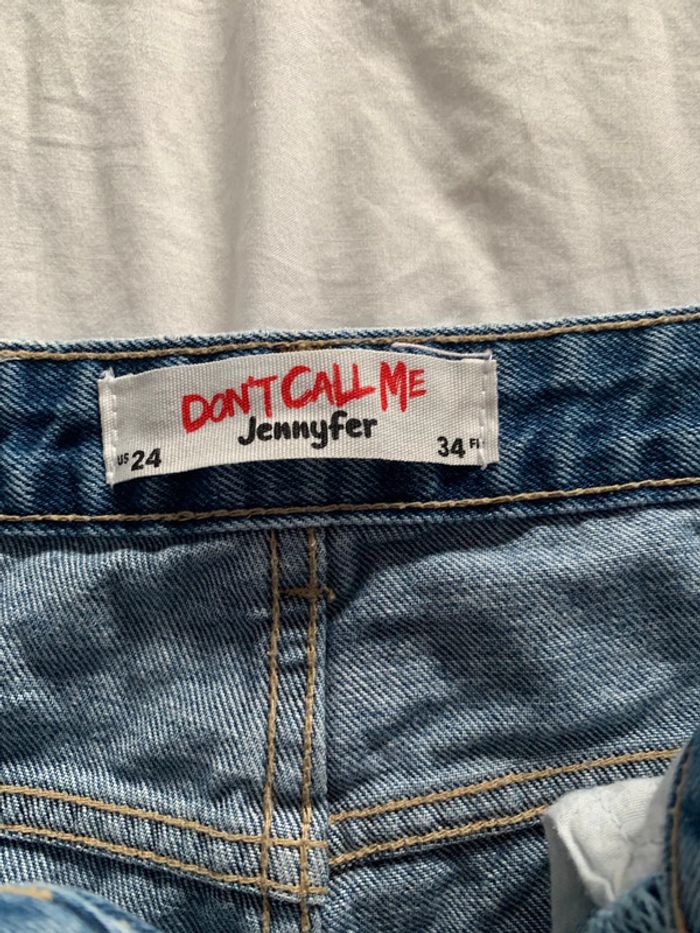 DON'T CALL ME
Jennyfer
US 24
34 FR